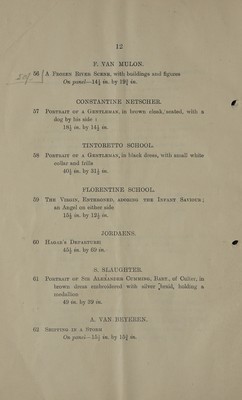 12
F. VAN MULON.
56 A FROZEN RIVER SCENE, with buildings and figures
On panel—14½ in. by 19½ in.
CONSTANTINE NETSCHER.
57 PORTRAIT OF A GENTLEMAN, in brown cloak, seated, with a
dog by his side
18½ in. by 14½ in.
TINTORETTO SCHOOL.
58 PORTRAIT OF A GENTLEMAN, in black dress, with small white
collar and frills
40½ in. by 31½ in.
FLORENTINE SCHOOL.
59 THE VIRGIN, ENTHRONED, ADORING THE INFANT SAVIOUR;
an Angel on either side
15½ in. by 12½ in.
JORDAENS.
60 HAGAR'S DEPARTURE
45½ in. by 60 in.
S. SLAUGHTER.
61 PORTRAIT OF SIR ALEXANDER CUMMING, BART., of Culter, in
brown dress embroidered with silver braid, holding a
medallion
49 in. by 39 in.
A. VAN BEYEREN.
62 SHIPPING IN A STORM
On panel—15½ in. by 13½ in.